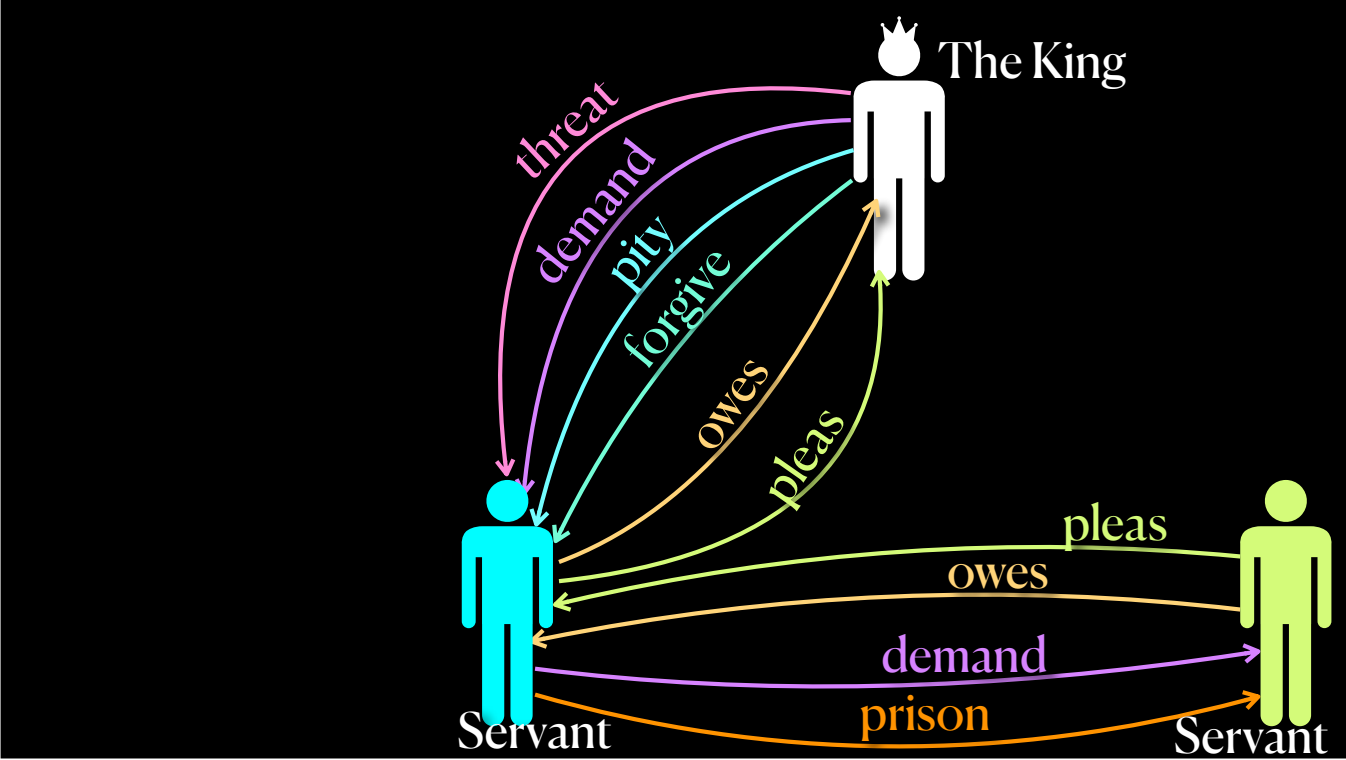 The King
threat
demand
pity
forgive
owes
pleas
pleas
owes
demand
prison
Servant
Servant